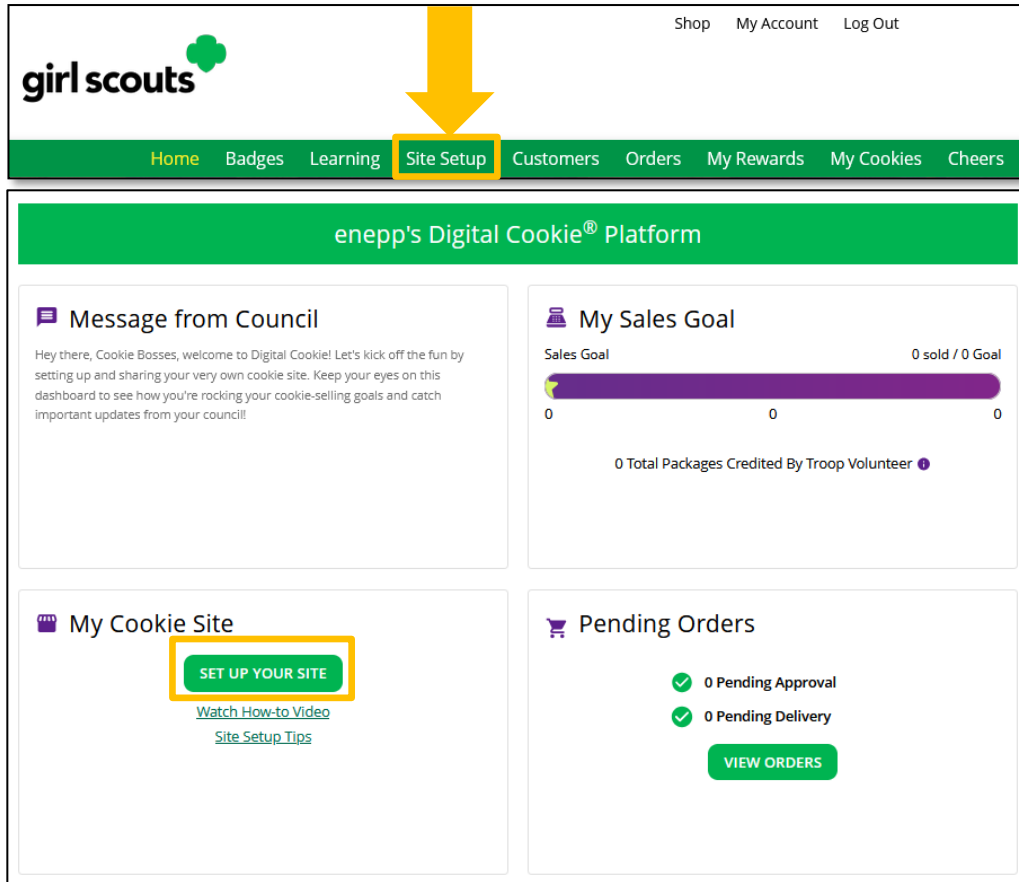 Shop My Account Log Out
girl scouts
Home Badges Learning Site Setup Customers Orders My Rewards My Cookies Cheers
enepp's Digital Cookie® Platform
Message from Council
Hey there, Cookie Bosses, welcome to Digital Cookie! Let's kick off the fun by
setting up and sharing your very own cookie site. Keep your eyes on this
dashboard to see how you're rocking your cookie-selling goals and catch
important updates from your council!
My Sales Goal
Sales Goal 0 sold / 0 Goal
0 0 0
0 Total Packages Credited By Troop Volunteer i
My Cookie Site
SET UP YOUR SITE
Watch How-to Video
Site Setup Tips
Pending Orders
0 Pending Approval
0 Pending Delivery
VIEW ORDERS